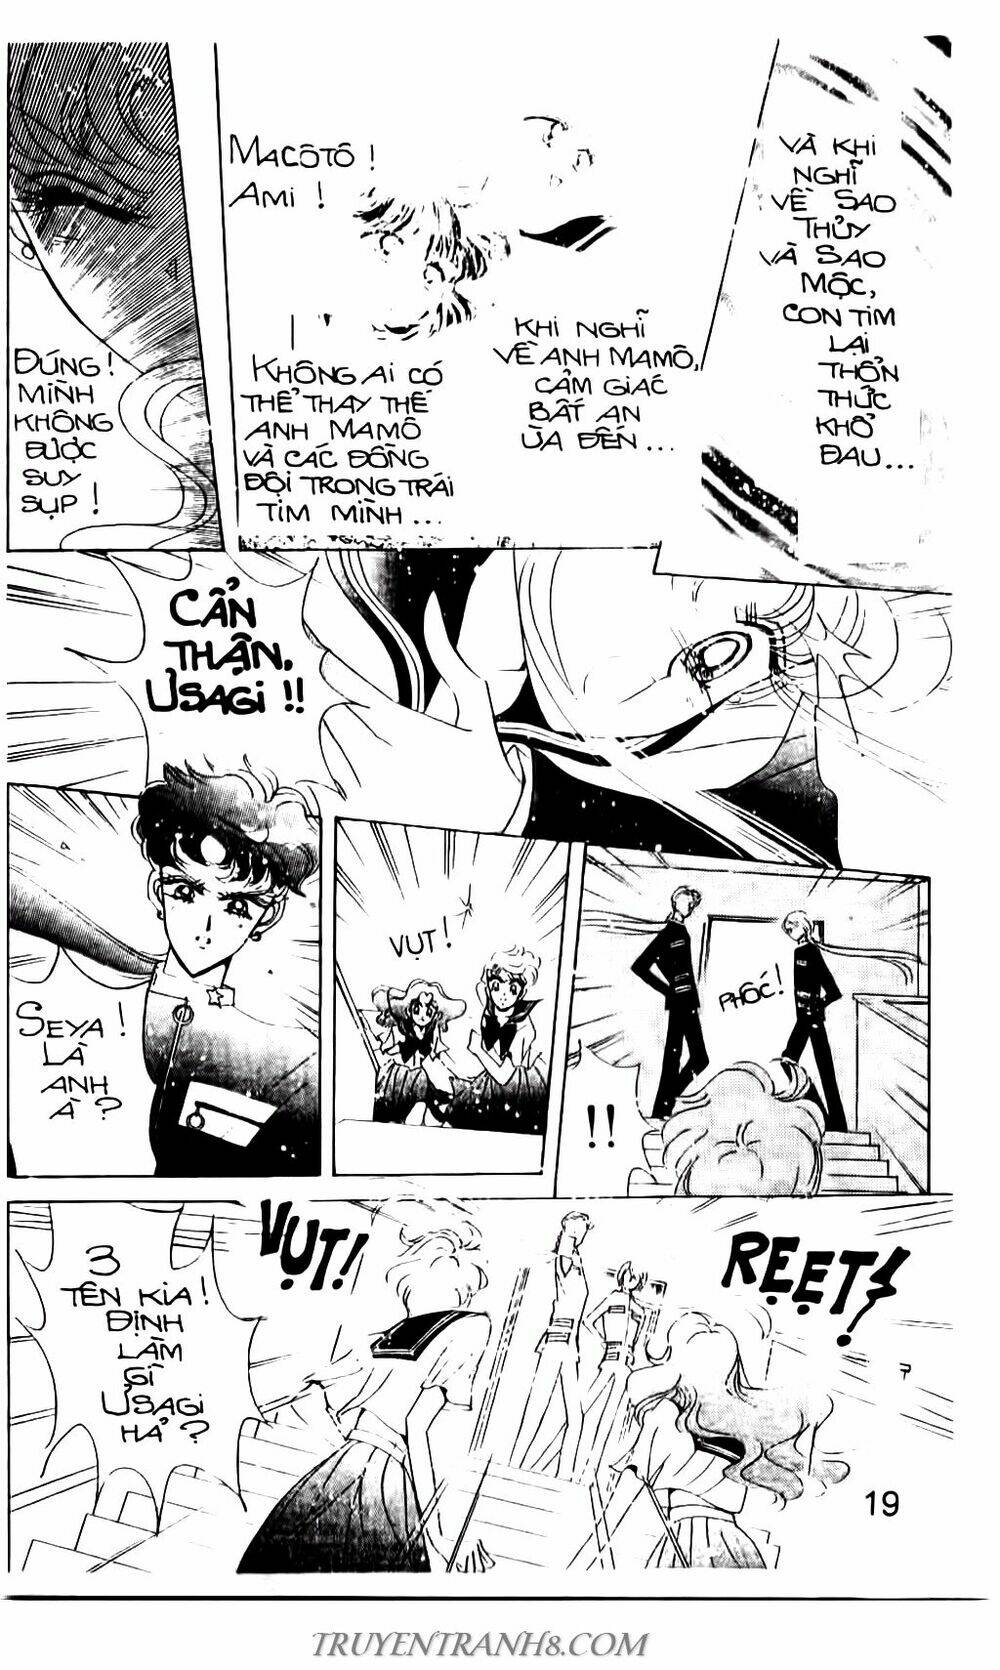 VÀ KHI
NGHĨ
VỀ SAO
THỦY
VÀ SAO
MỘC,
CON TIM
LẠI
THỔN
THỨC
KHỔ
ĐAU...
KHI NGHĨ
VỀ ANH MAMÔ,
CẢM GIÁC
BẤT AN
ÙA ĐẾN...
MACÔTÔ!
AMI!
KHÔNG AI CÓ
THỂ THAY THẾ
ANH MAMÔ
VÀ CÁC ĐỒNG
ĐỘI TRONG TRÁI
TIM MÌNH...
ĐÚNG!
MÌNH
KHÔNG
ĐƯỢC
SUY
SỤP!
CẨN
THẬN,
USAGI!!
PHỐC!
!!
VỤT!
SEYA!
LÀ
ANH
À?
REẸT!
VỤT!
3
TÊN KIA!
ĐỊNH
LÀM
GÌ
USAGI
HẢ?
19
TRUYENTRANH8.COM